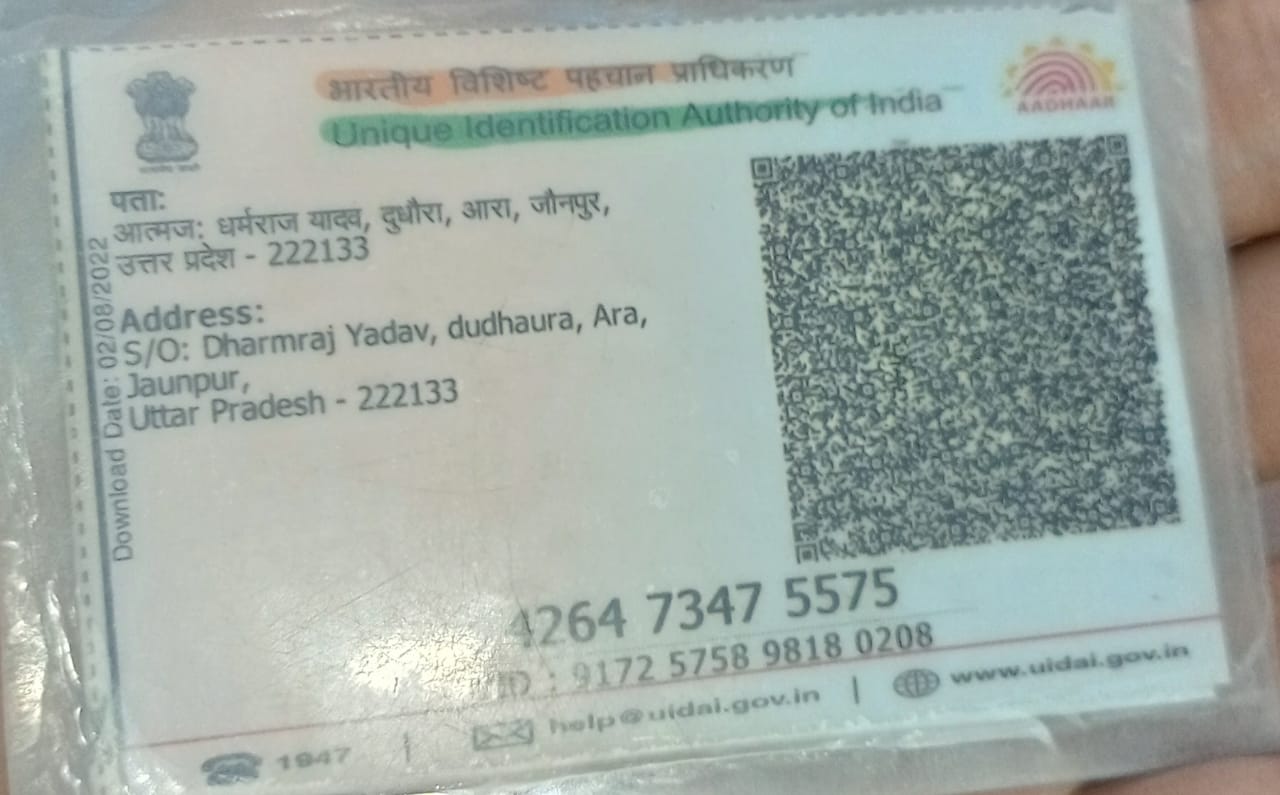 भारतीय विशिष्ट पहचान प्राधिकरण
Unique Identification Authority of India
AADHAAR
पता:
आत्मज: धर्मराज यादव, दुधौरा, आरा, जौनपुर,
उत्तर प्रदेश - 222133
Address:
S/O: Dharmraj Yadav, dudhaura, Ara,
Jaunpur,
Uttar Pradesh - 222133
Download Date: 02/08/2022
4264 7347 5575
: 9172 5758 9818 0208
1947 | help@uidai.gov.in | www.uidai.gov.in